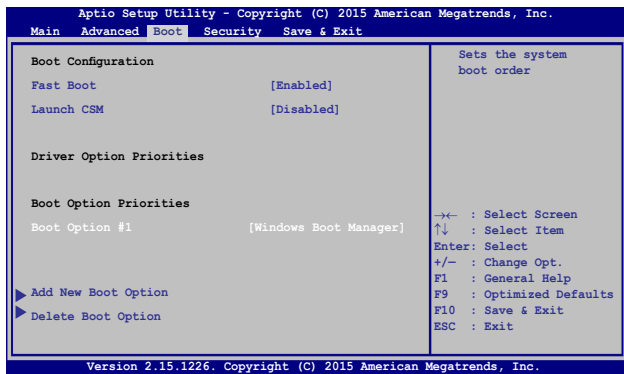 Aptio Setup Utility - Copyright (C) 2015 American Megatrends, Inc.
Main Advanced Boot Security Save & Exit
Boot Configuration
Fast Boot [Enabled]
Launch CSM [Disabled]
Driver Option Priorities
Boot Option Priorities
Boot Option #1 [Windows Boot Manager]
Add New Boot Option
Delete Boot Option
Sets the system
boot order
→← : Select Screen
↑↓ : Select Item
Enter: Select
+/— : Change Opt.
F1 : General Help
F9 : Optimized Defaults
F10 : Save & Exit
ESC : Exit
Version 2.15.1226. Copyright (C) 2015 American Megatrends, Inc.